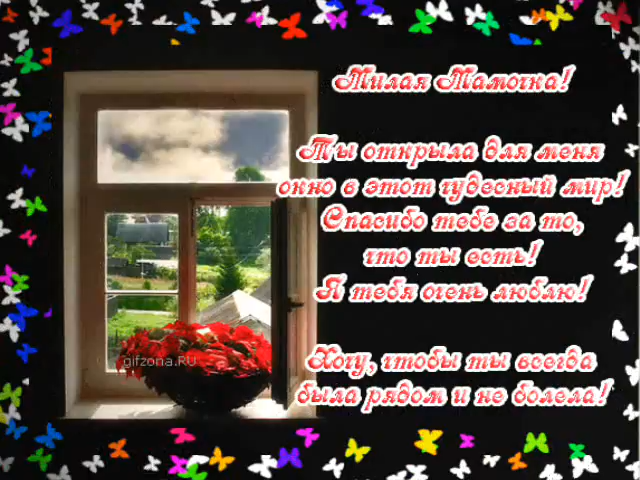 Милая Мамочка!
Ты открыла для меня
окно в этот чудесный мир!
Спасибо тебе за то,
что ты есть!
Я тебя очень люблю!
Хочу, чтобы ты всегда
была рядом и не болела!
gifzona.RU